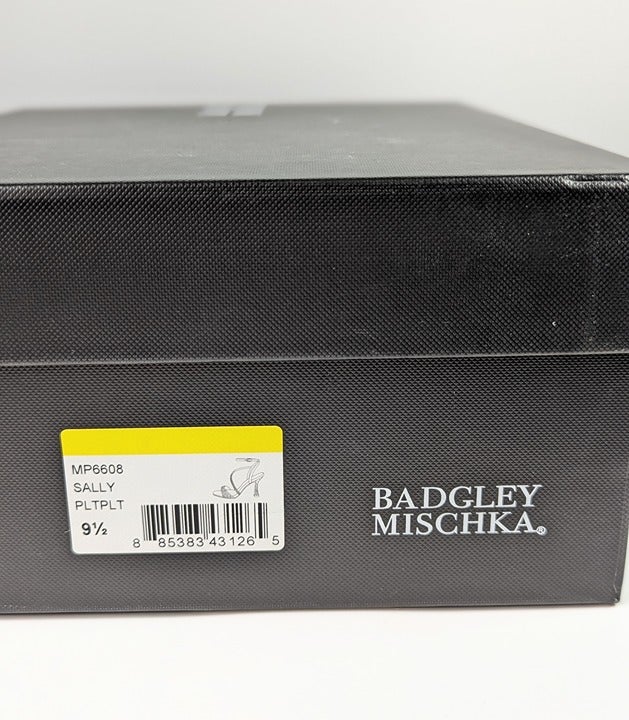 MP6608
SALLY
PLTPLT
9½
8 85383 43126 5
BADGLEY
MISCHKA®